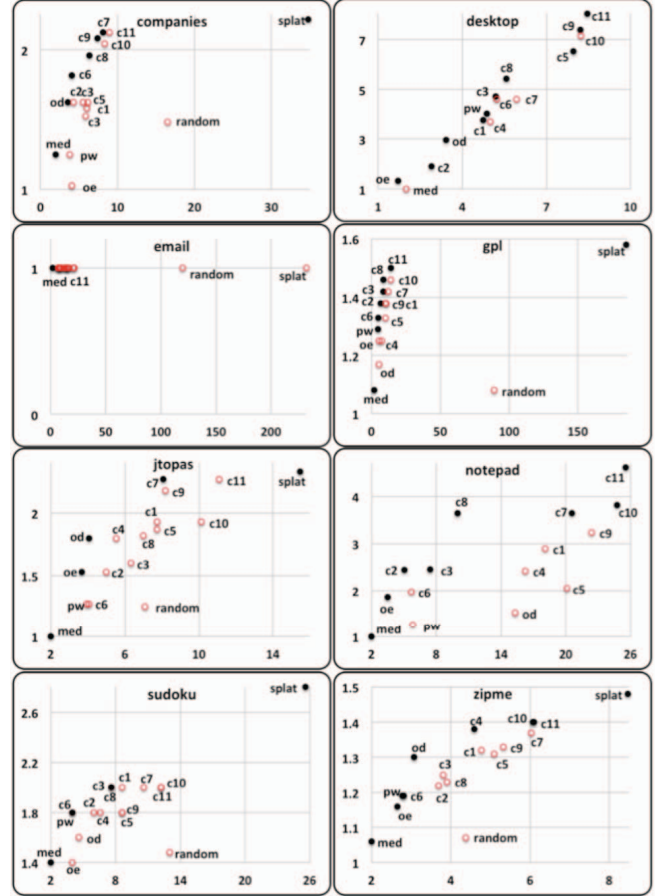 companies
c7
splat
c9
c11
c10
2
c8
c6
od
c2c3
c5
c1
c3
random
med
pw
oe
1
0 10 20 30
desktop
c11
c9
c10
7
c5
c8
5
c3
c6
c7
pw
c1 c4
3
od
c2
oe
med
1
1 4 7 10
email
1
med c11
random
splat
0
0 50 100 150 200
gpl
1.6
splat
c11
c8
c10
c3
c7
1.4
c2
c9c1
c6
c5
pw
oe
c4
1.2
od
med
random
1
0 50 100 150
jtopas
c7
c9
c11
splat
2
c1
c4
c5
c10
od
c8
c3
1.5
oe
c2
pw
c6
random
1
med
2 6 10 14
notepad
c11
4
c8
c7
c10
c9
3
c1
c2
c3
c4
2
c6
c5
oe
od
pw
1
med
2 8 14 20 26
sudoku
splat
2.6
2.2
c3
c1
c7
c10
c8
c11
1.8
c6
c2
c9
pw
c4
c5
od
med
random
1.4
oe
2 8 14 20 26
zipme
1.5
splat
c10
c4
c11
1.4
c7
od
c1
c9
c5
1.3
c3
c8
c2
1.2
pw
c6
oe
1.1
med
random
1
2 4 6 8